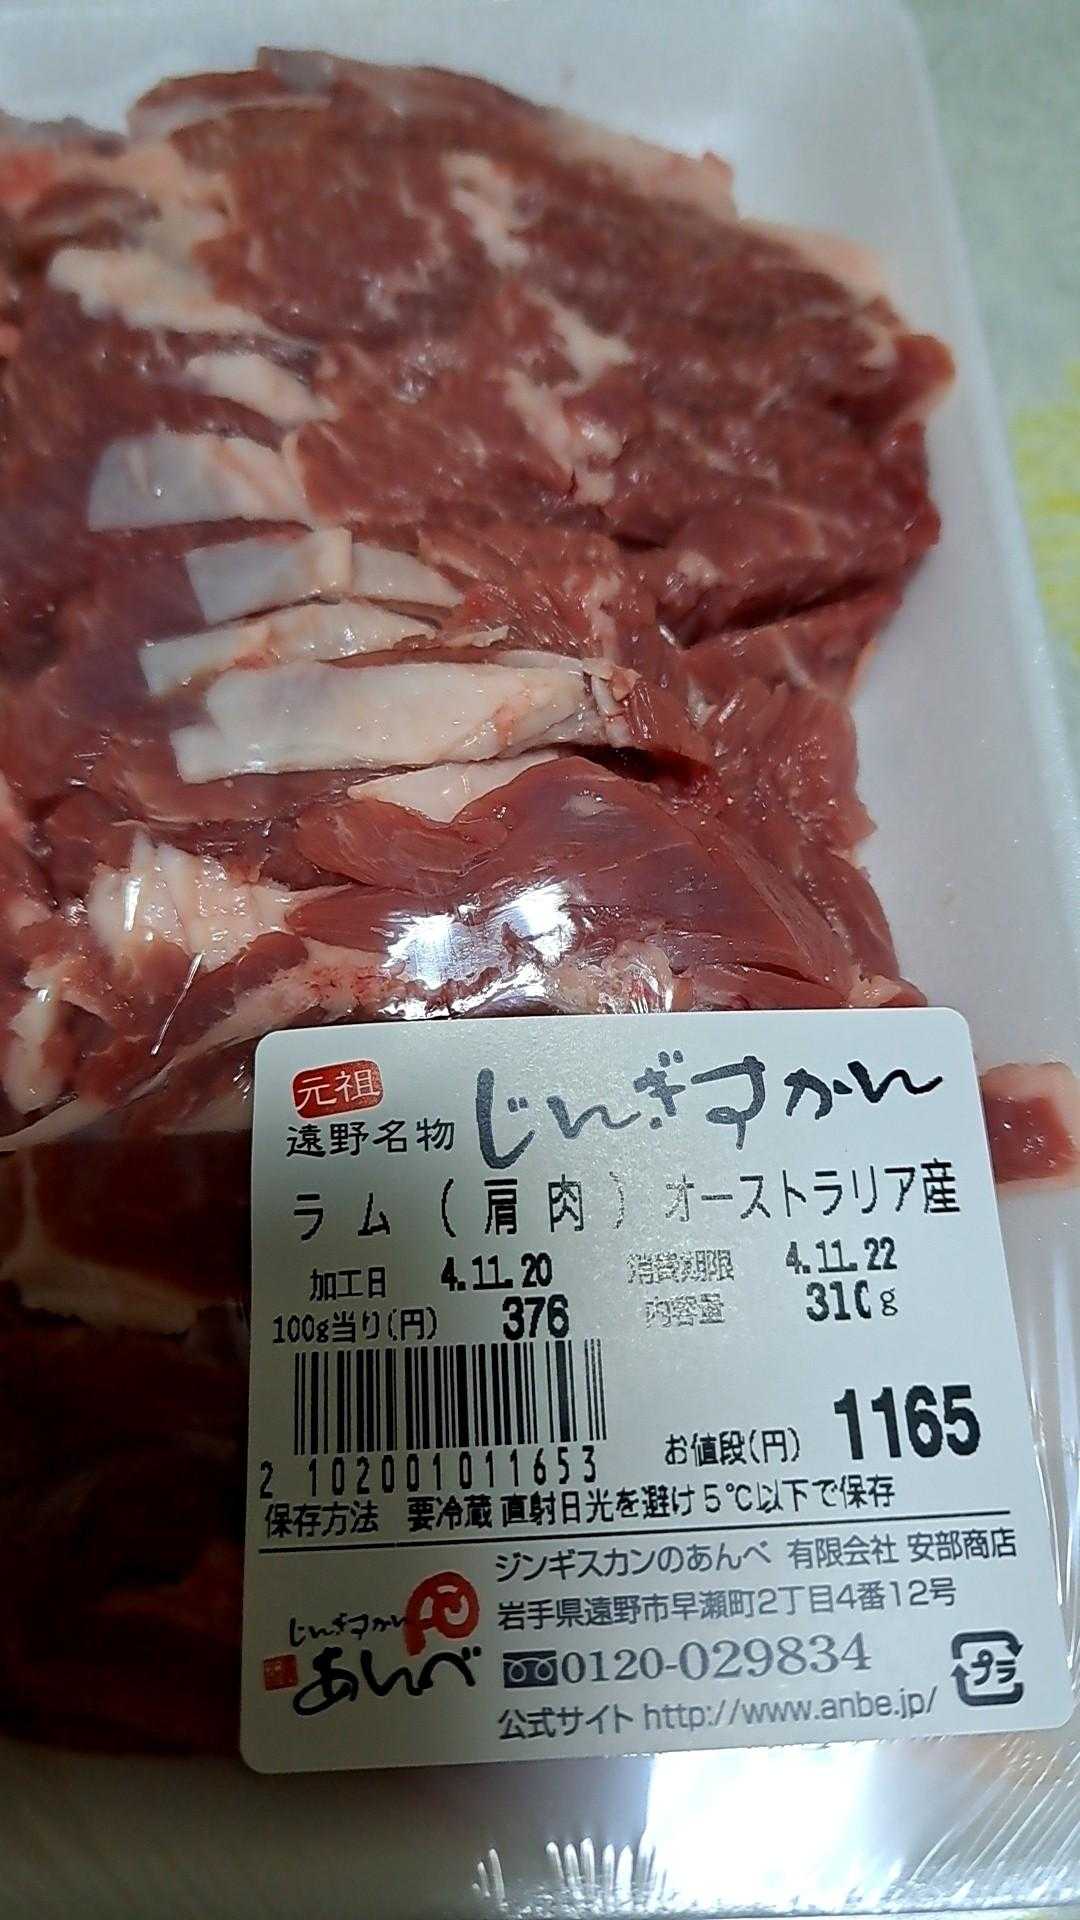 元祖
遠野名物 じんぎすかん
ラム (肩肉) オーストラリア産
加工日 4.11.20 消費期限 4.11.22
100g当り(円) 376 内容量 310g
お値段(円) 1165
2 102001011653
保存方法 要冷蔵 直射日光を避け5℃以下で保存
ジンギスカンのあんべ 有限会社 安部商店
岩手県遠野市早瀬町2丁目4番12号
じんぎすかん
あんべ
0120-029834
公式サイト http://www.anbe.jp/
プラ